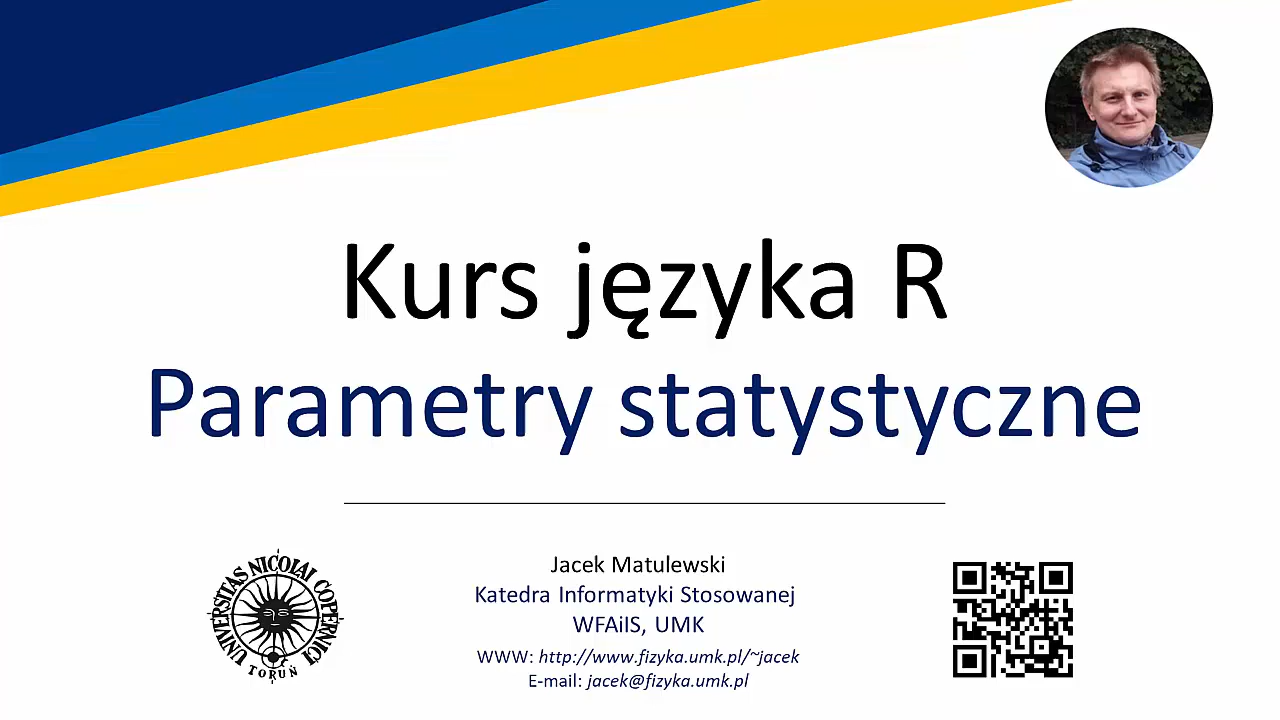 Kurs języka R
Parametry statystyczne
UNIVERSITAS NICOLAI COPERNICI
TORUŃ
Jacek Matulewski
Katedra Informatyki Stosowanej
WFAiIS, UMK
WWW: http://www.fizyka.umk.pl/~jacek
E-mail: jacek@fizyka.umk.pl